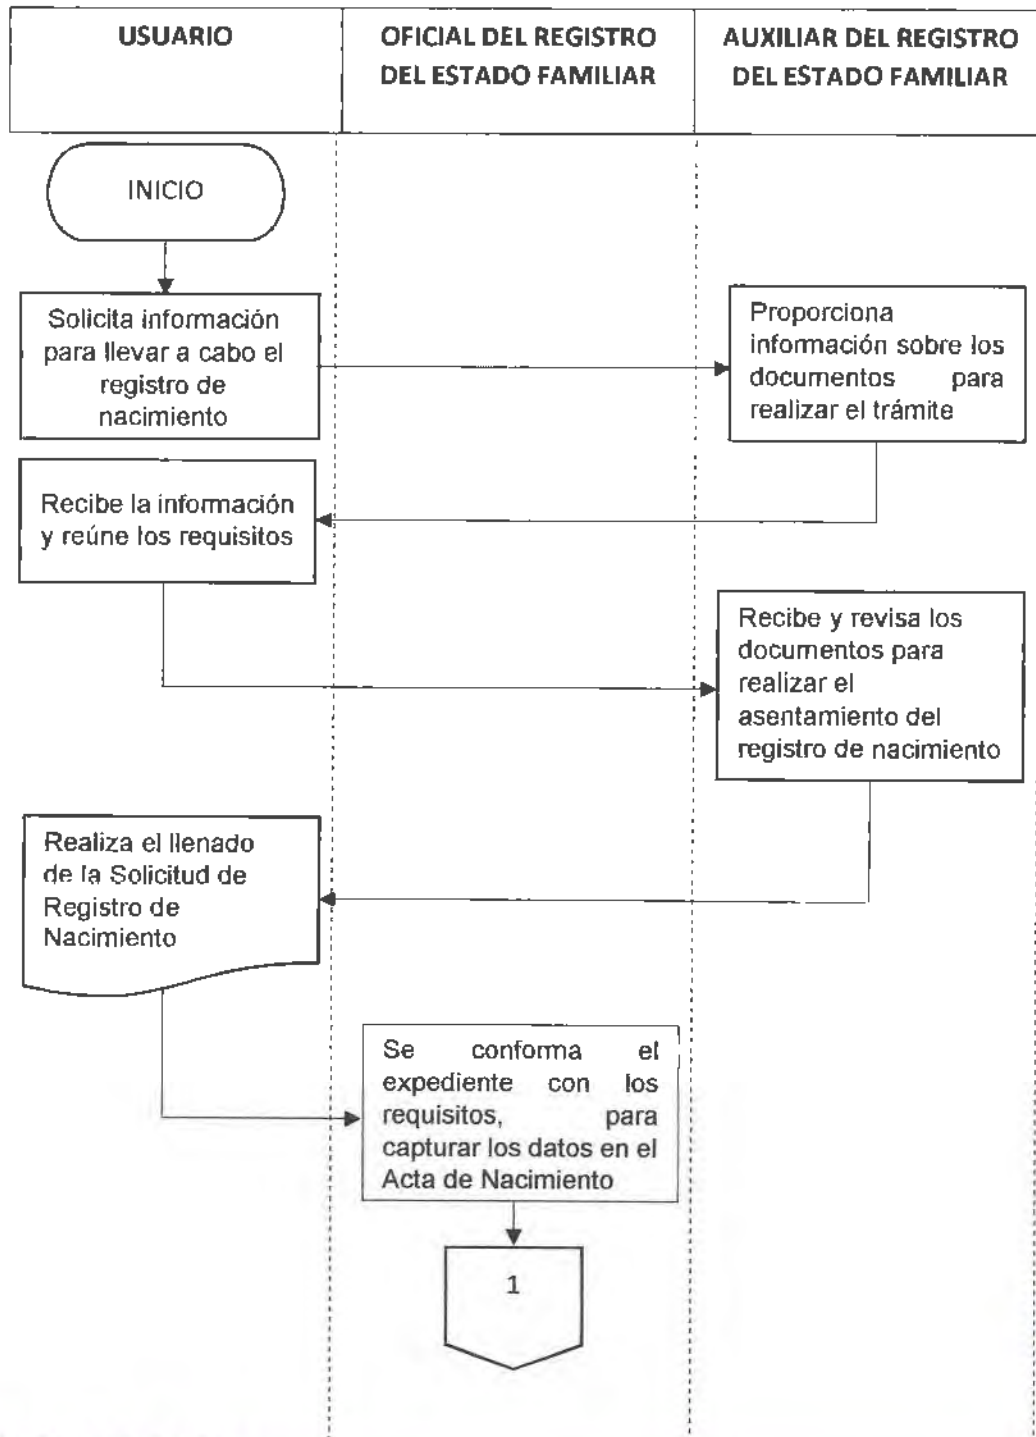 USUARIO
OFICIAL DEL REGISTRO
DEL ESTADO FAMILIAR
AUXILIAR DEL REGISTRO
DEL ESTADO FAMILIAR
INICIO
Solicita información
para llevar a cabo el
registro de
nacimiento
Proporciona
información sobre los
documentos para
realizar el trámite
Recibe la información
y reúne los requisitos
Recibe y revisa los
documentos para
realizar el
asentamiento del
registro de nacimiento
Realiza el llenado
de la Solicitud de
Registro de
Nacimiento
Se conforma el
expediente con los
requisitos, para
capturar los datos en el
Acta de Nacimiento
1